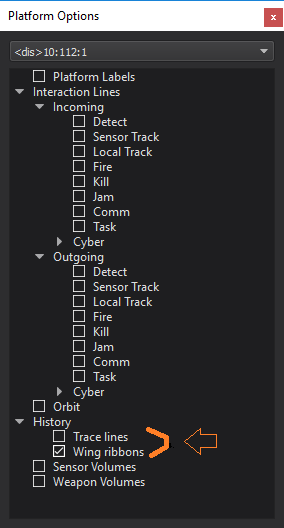 Platform Options
<dis>10:112:1
Platform Labels
Interaction Lines
Incoming
Detect
Sensor Track
Local Track
Fire
Kill
Jam
Comm
Task
Cyber
Outgoing
Detect
Sensor Track
Local Track
Fire
Kill
Jam
Comm
Task
Cyber
Orbit
History
Trace lines
Wing ribbons
Sensor Volumes
Weapon Volumes